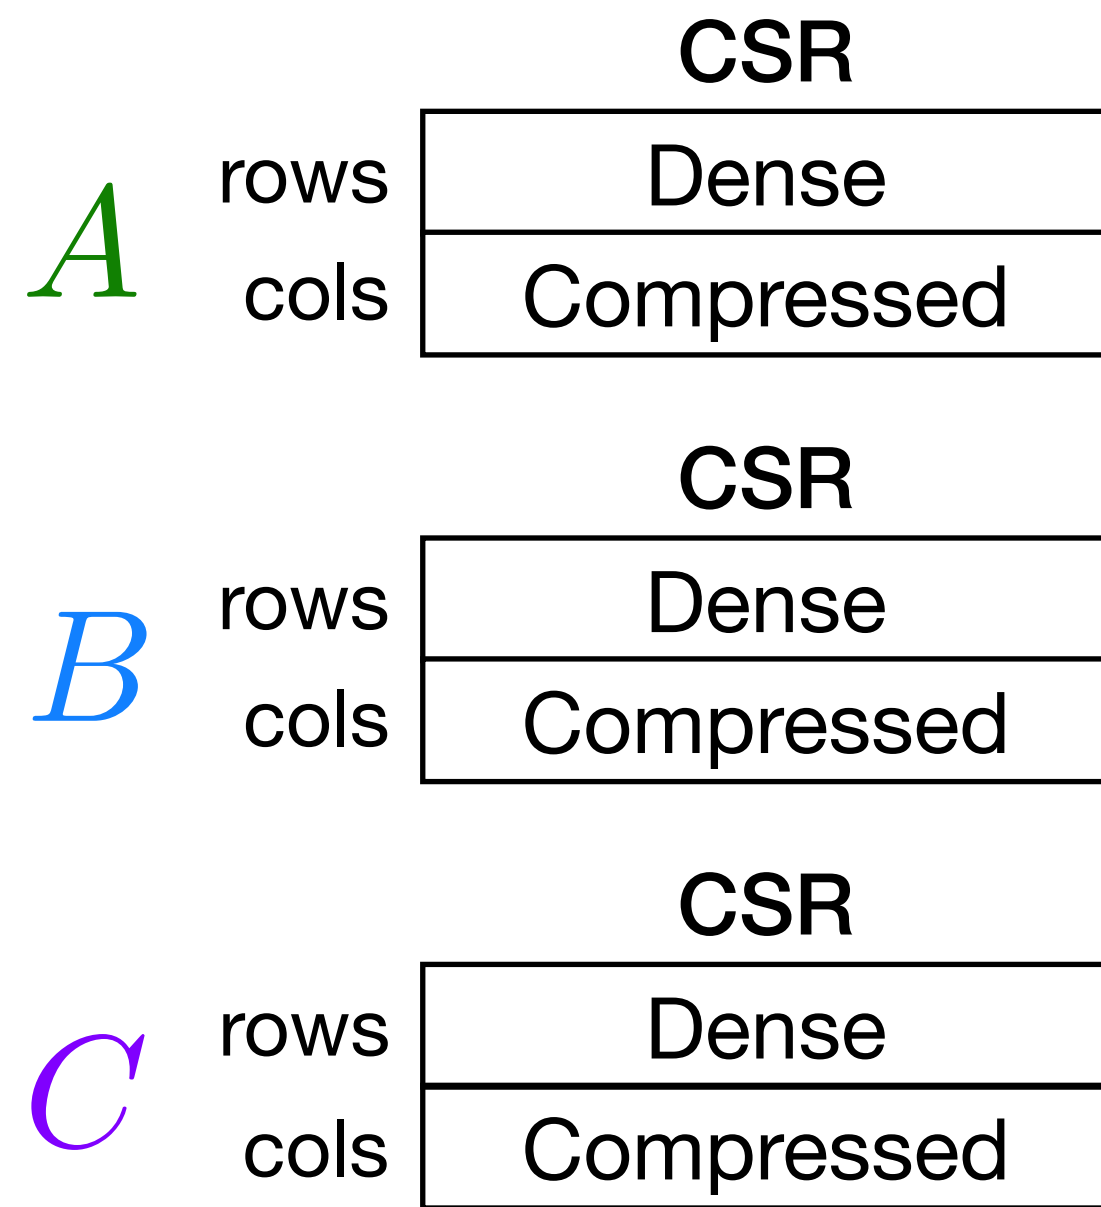 CSR
A rows Dense
cols Compressed
CSR
B rows Dense
cols Compressed
CSR
C rows Dense
cols Compressed